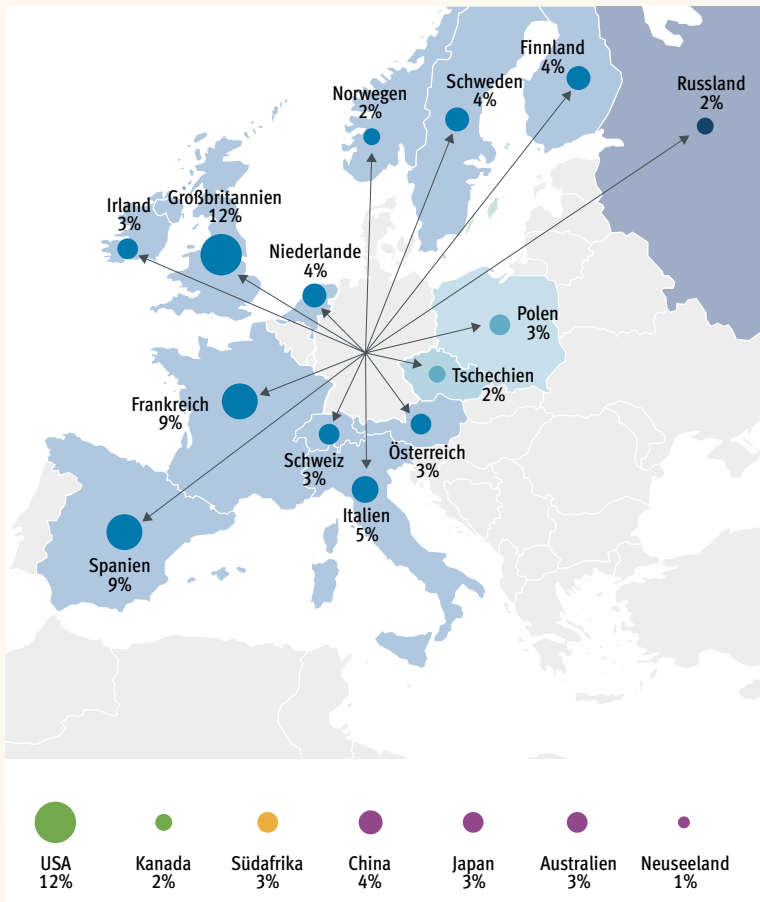 Finnland
4%
Schweden
4%
Norwegen
2%
Russland
2%
Irland
3%
Großbritannien
12%
Niederlande
4%
Polen
3%
Tschechien
2%
Frankreich
9%
Schweiz
3%
Österreich
3%
Italien
5%
Spanien
9%
USA
12%
Kanada
2%
Südafrika
3%
China
4%
Japan
3%
Australien
3%
Neuseeland
1%